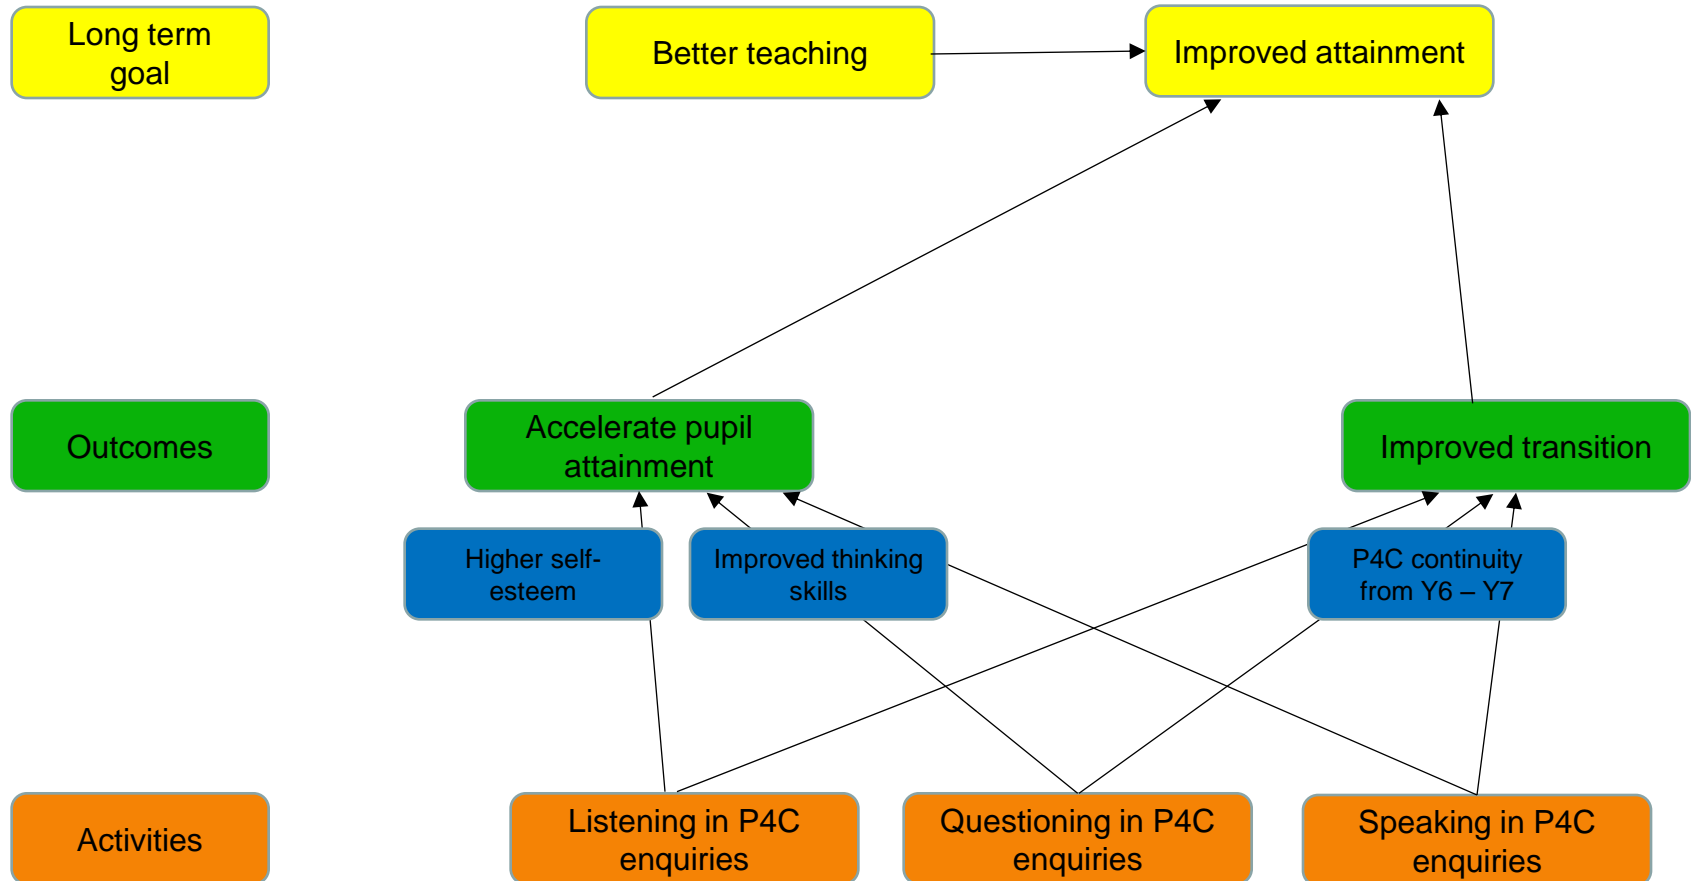 Long term
goal
Better teaching
Improved attainment
Outcomes
Accelerate pupil
attainment
Improved transition
Higher self-
esteem
Improved thinking
skills
P4C continuity
from Y6 – Y7
Activities
Listening in P4C
enquiries
Questioning in P4C
enquiries
Speaking in P4C
enquiries